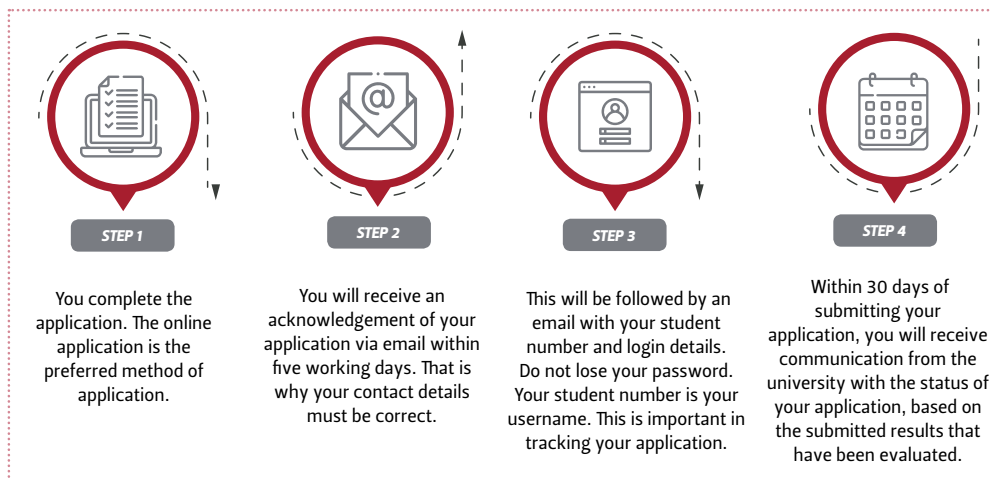 STEP 1
You complete the
application. The online
application is the
preferred method of
application.
@
STEP 2
You will receive an
acknowledgement of your
application via email within
five working days. That is
why your contact details
must be correct.
STEP 3
This will be followed by an
email with your student
number and login details.
Do not lose your password.
Your student number is your
username. This is important in
tracking your application.
STEP 4
Within 30 days of
submitting your
application, you will receive
communication from the
university with the status of
your application, based on
the submitted results that
have been evaluated.